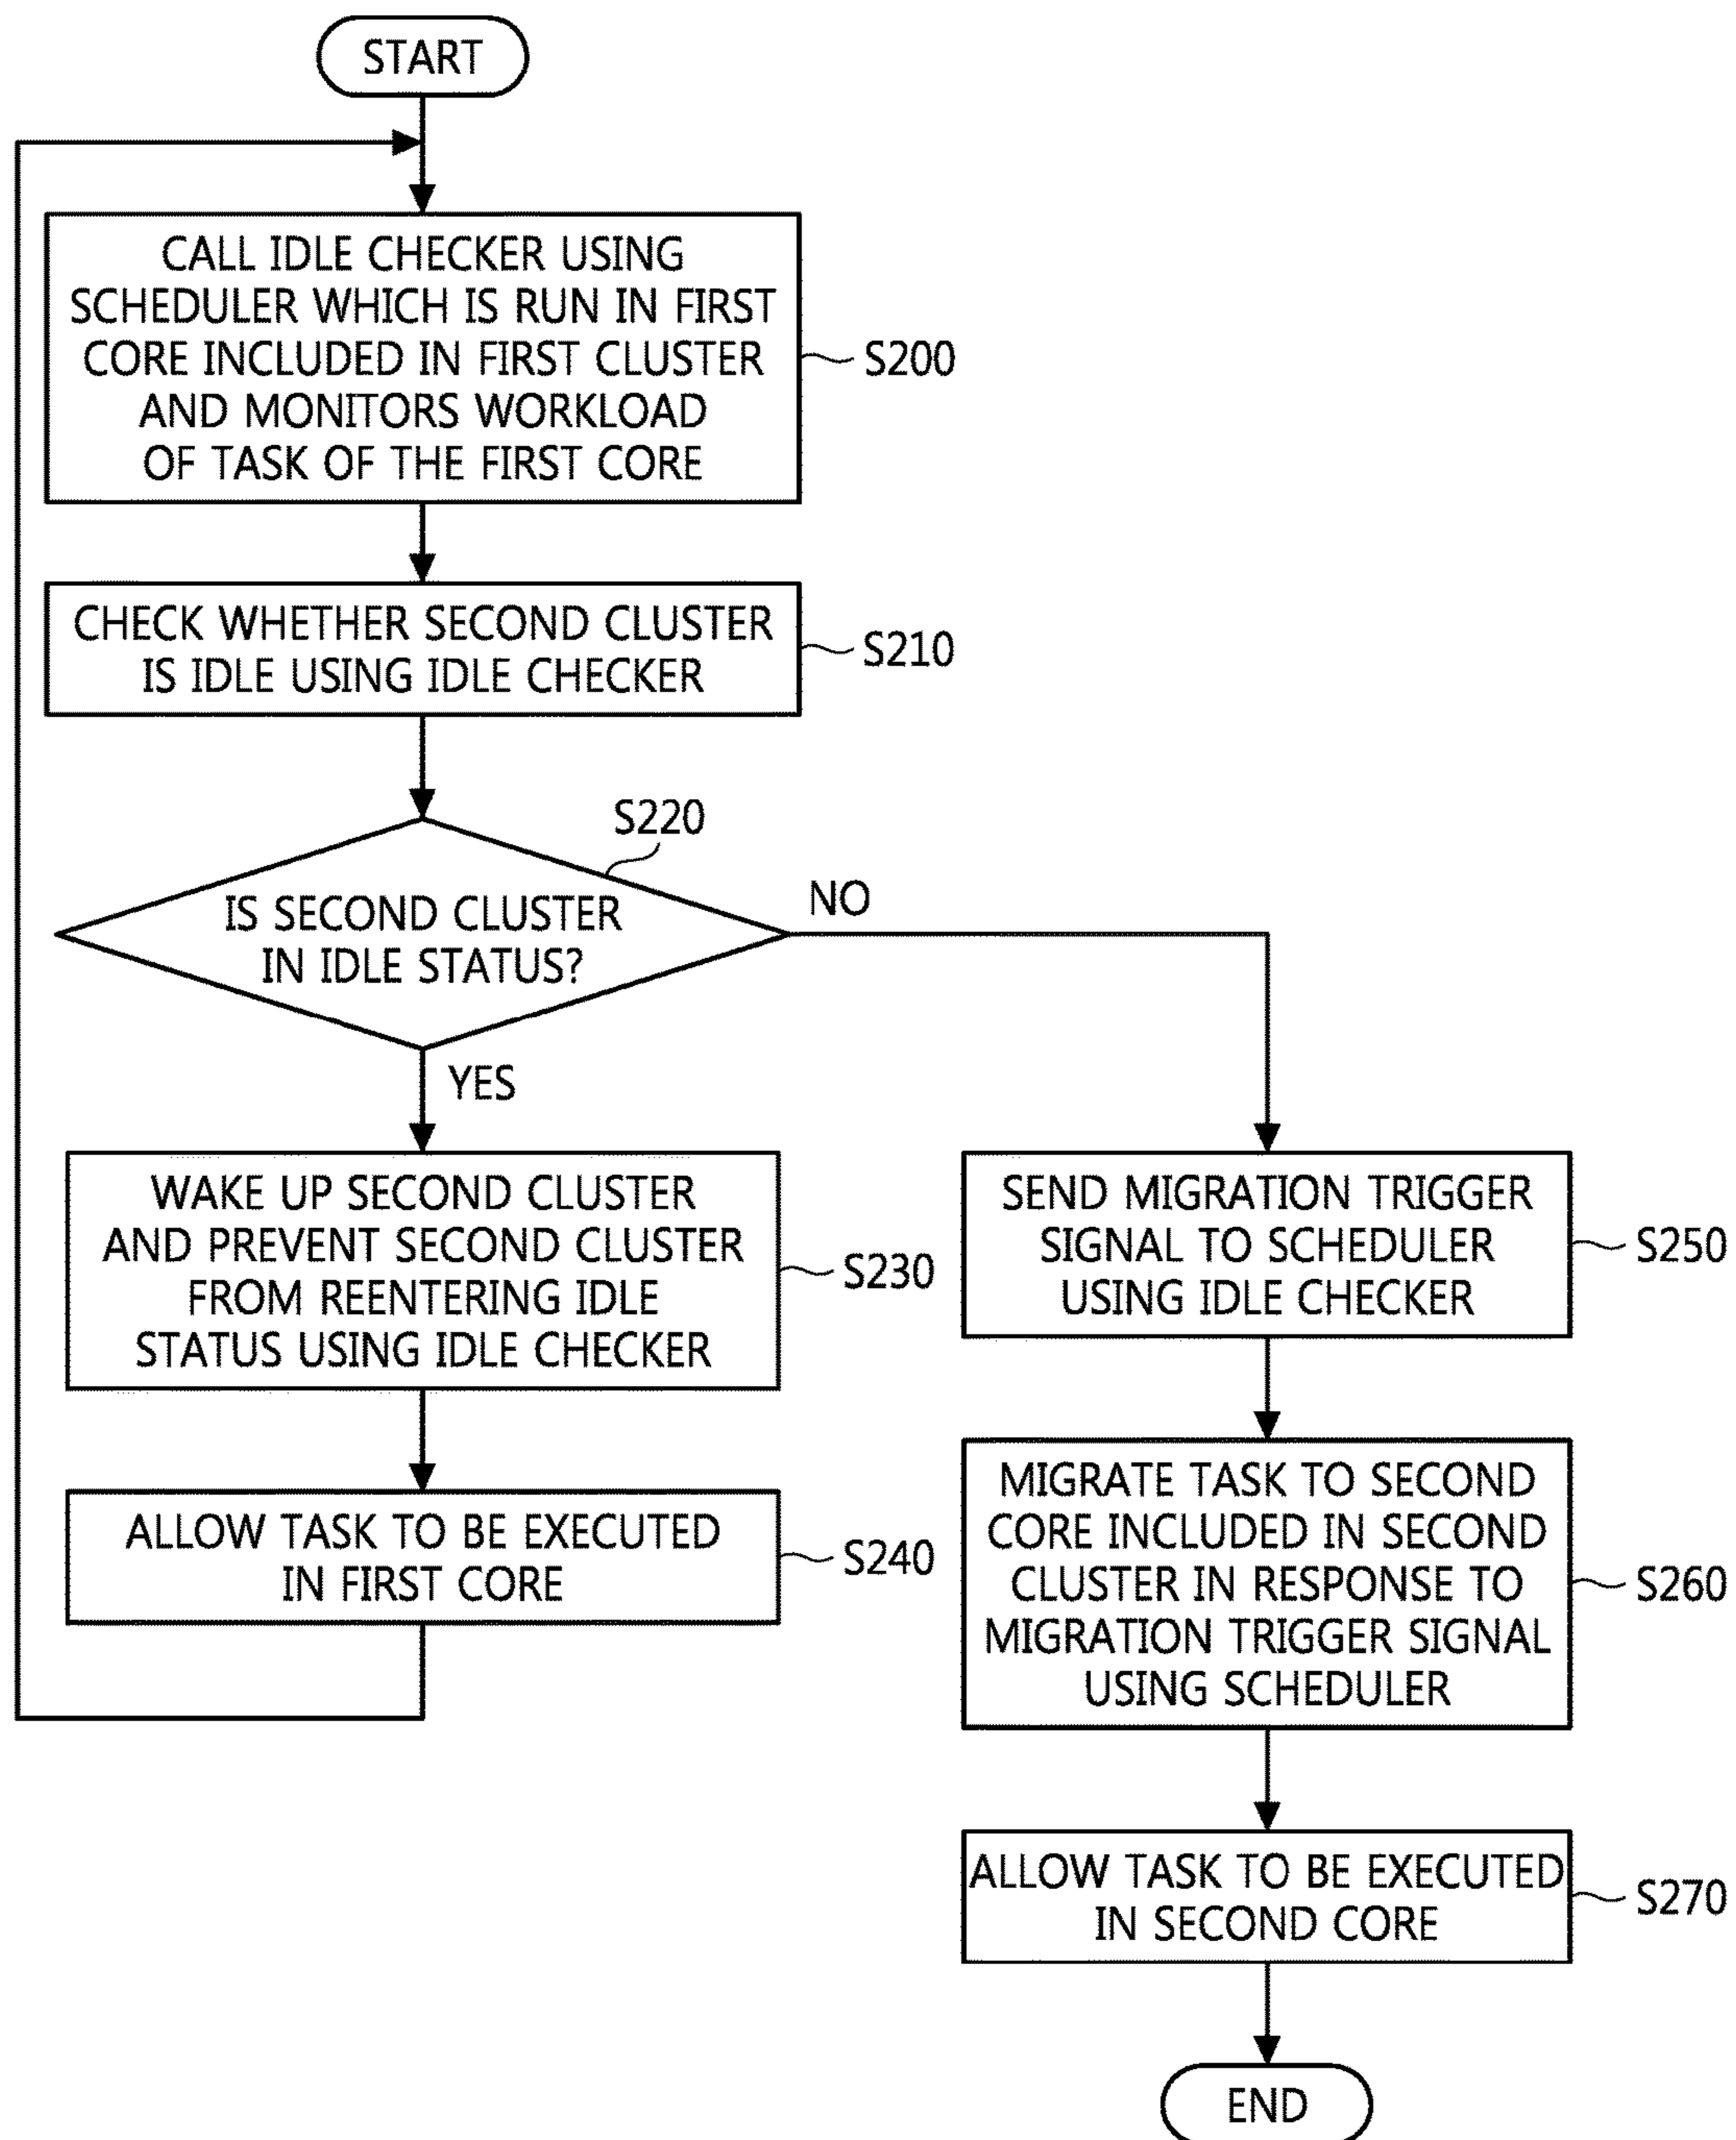 START
CALL IDLE CHECKER USING
SCHEDULER WHICH IS RUN IN FIRST
CORE INCLUDED IN FIRST CLUSTER
AND MONITORS WORKLOAD
OF TASK OF THE FIRST CORE
S200
CHECK WHETHER SECOND CLUSTER
IS IDLE USING IDLE CHECKER
S210
S220
IS SECOND CLUSTER
IN IDLE STATUS?
NO
YES
WAKE UP SECOND CLUSTER
AND PREVENT SECOND CLUSTER
FROM REENTERING IDLE
STATUS USING IDLE CHECKER
S230
ALLOW TASK TO BE EXECUTED
IN FIRST CORE
S240
SEND MIGRATION TRIGGER
SIGNAL TO SCHEDULER
USING IDLE CHECKER
S250
MIGRATE TASK TO SECOND
CORE INCLUDED IN SECOND
CLUSTER IN RESPONSE TO
MIGRATION TRIGGER SIGNAL
USING SCHEDULER
S260
ALLOW TASK TO BE EXECUTED
IN SECOND CORE
S270
END